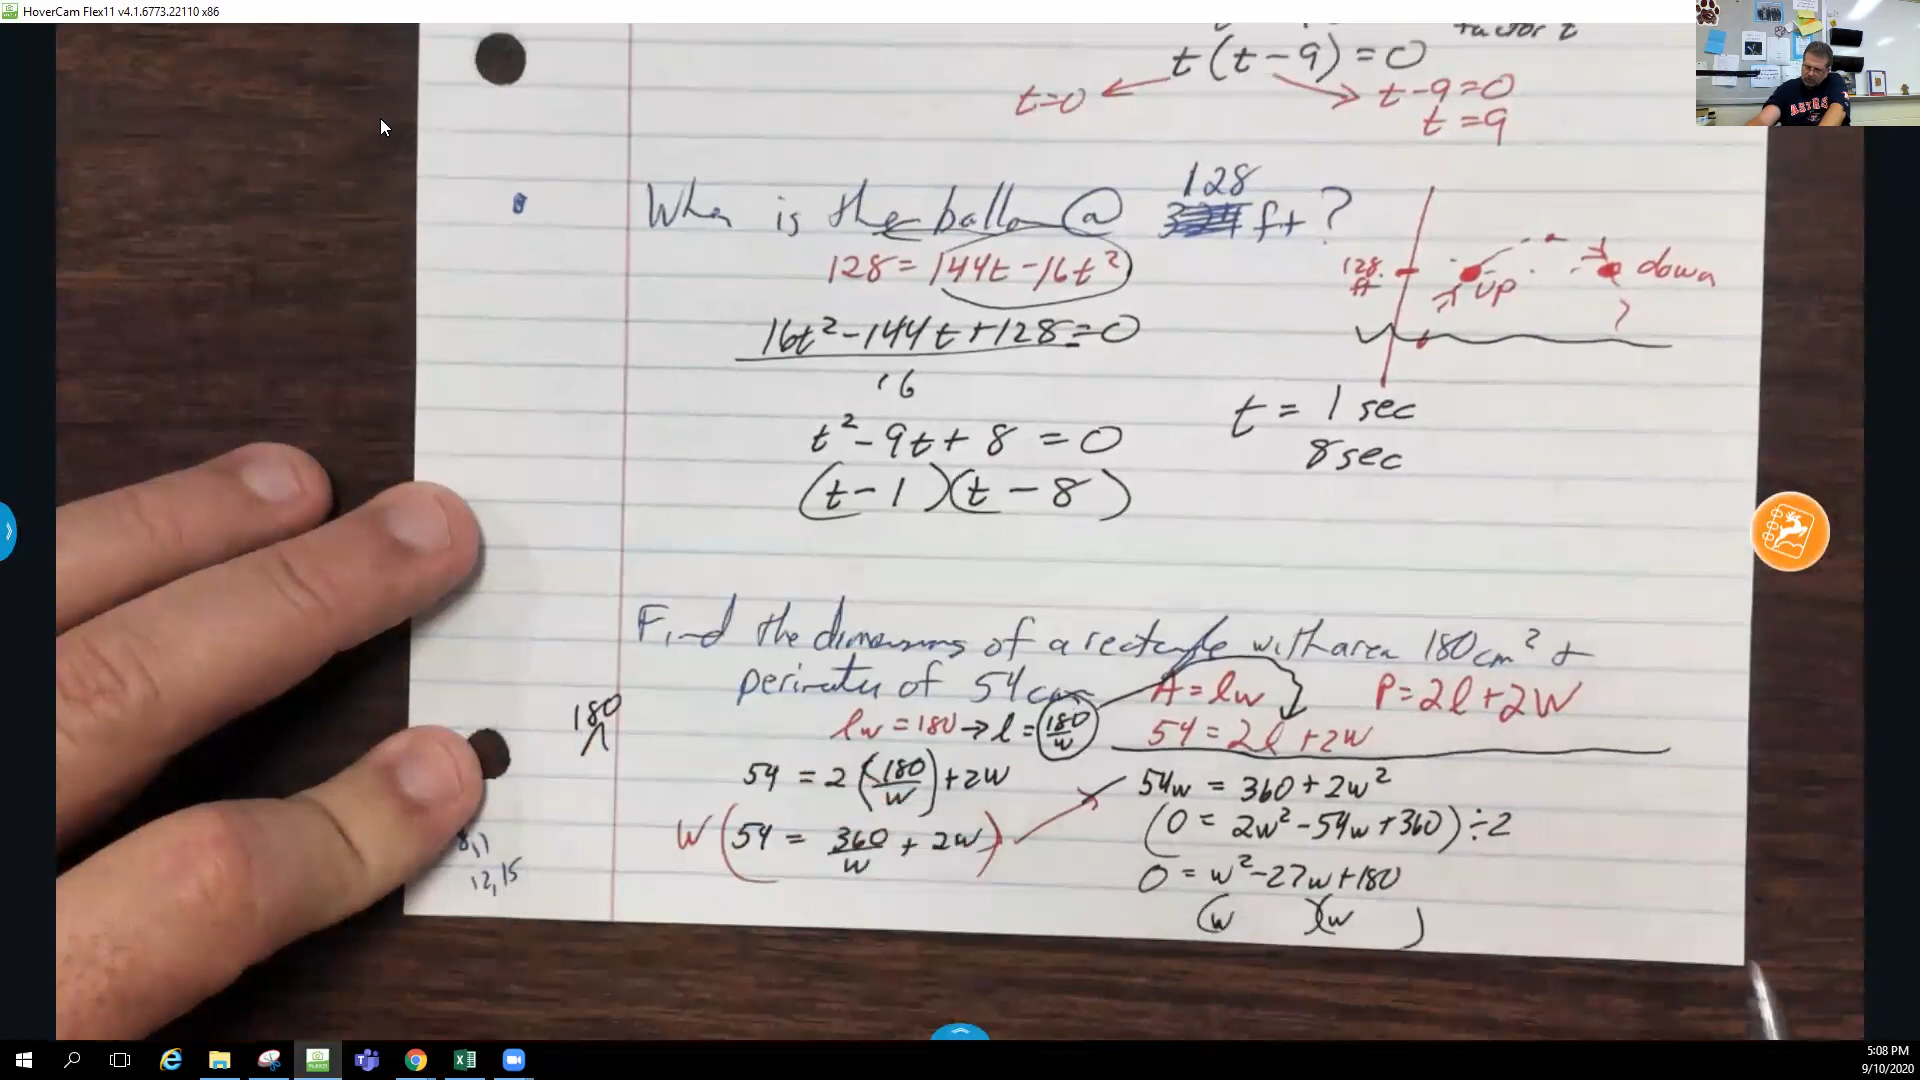 HoverCam Flex11 v4.1.6773.22110 x86
factor t
t(t-9)=0
t=0
t-9=0
t=9
128
When is the ball @ ft?
128=144t-16t²
128 ft
up
down
?
16t²-144t+128=0
16
t = 1 sec
8 sec
t²-9t+8 =0
(t-1)(t-8)
Find the dimensions of a rectangle with area 180cm² +
perimeter of 54cm
A=lw
P=2l+2W
180
lw=180→l=180/w
54=2l+2w
54 = 2(180/w)+2w
54w = 360+2w²
W(54 = 360/w + 2w)
(0= 2w²-54w+360)÷2
12,15
0=w²-27w+180
(w )(w )
ASTROS
FLEX11
5:08 PM
9/10/2020